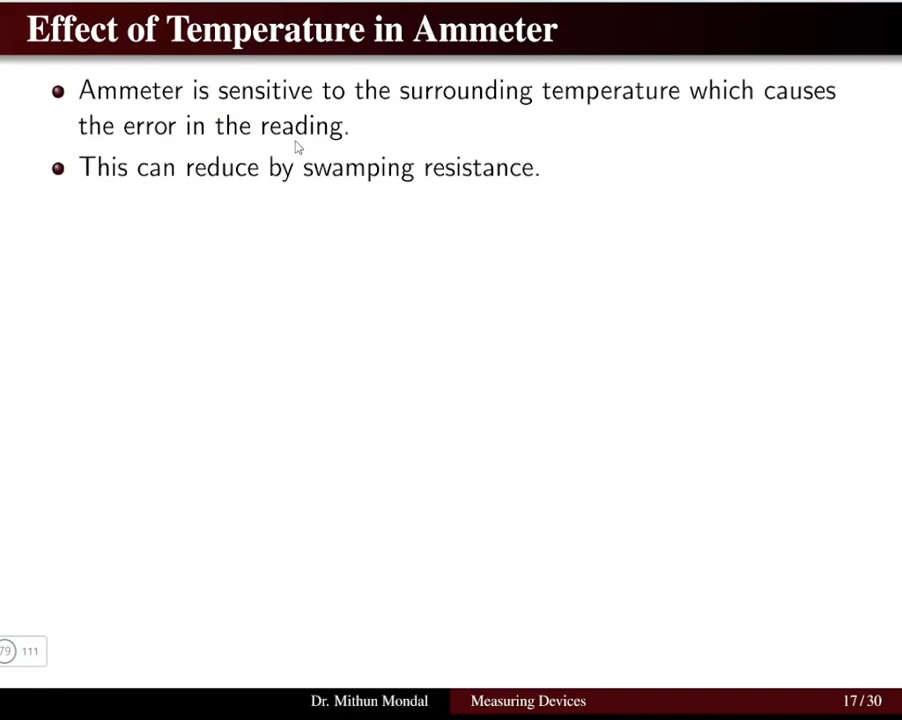 Effect of Temperature in Ammeter
Ammeter is sensitive to the surrounding temperature which causes
the error in the reading.
This can reduce by swamping resistance.
79 111
Dr. Mithun Mondal Measuring Devices 17/30